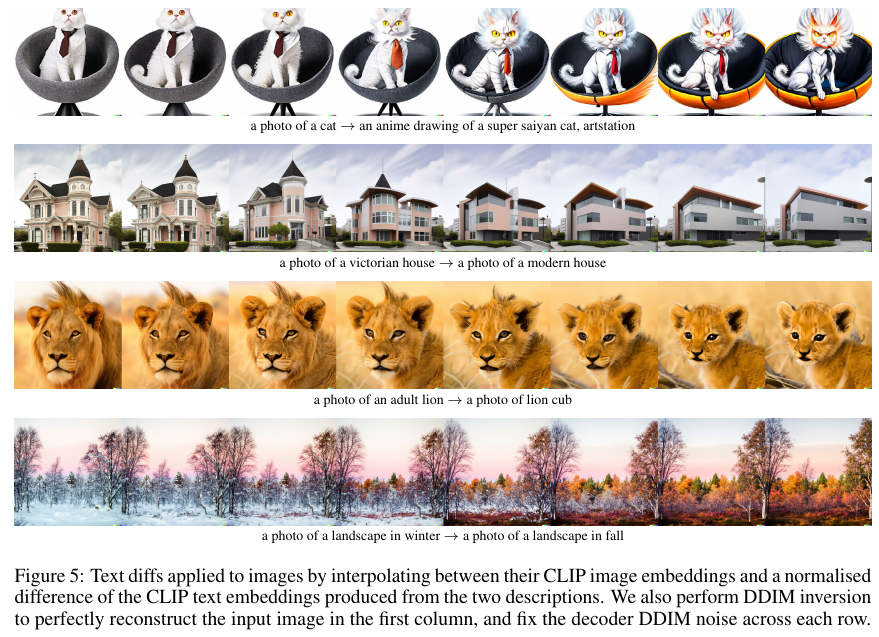 a photo of a cat → an anime drawing of a super saiyan cat, artstation
a photo of a victorian house → a photo of a modern house
a photo of an adult lion → a photo of lion cub
a photo of a landscape in winter → a photo of a landscape in fall
Figure 5: Text diffs applied to images by interpolating between their CLIP image embeddings and a normalised
difference of the CLIP text embeddings produced from the two descriptions. We also perform DDIM inversion
to perfectly reconstruct the input image in the first column, and fix the decoder DDIM noise across each row.